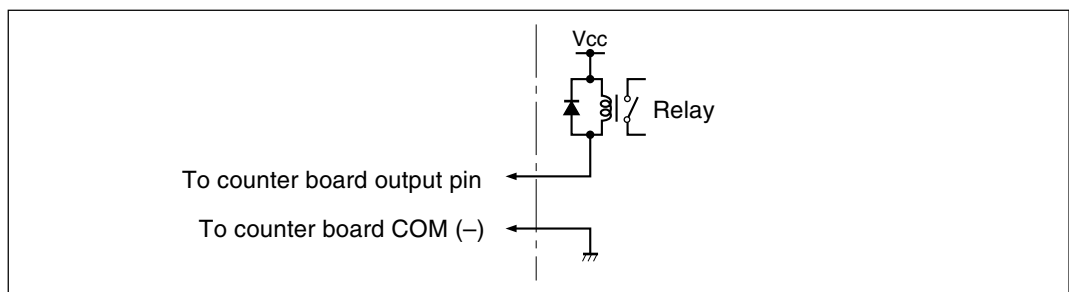 Vcc
Relay
To counter board output pin
To counter board COM (–)